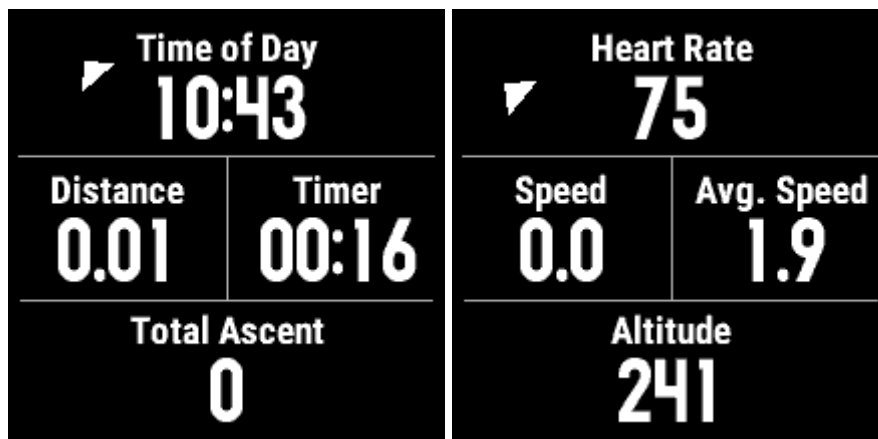 Time of Day
10:43
Distance
0.01
Timer
00:16
Total Ascent
0
Heart Rate
75
Speed
0.0
Avg. Speed
1.9
Altitude
241